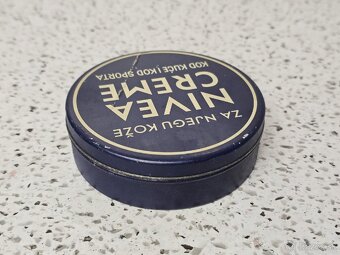 ZA NJEGU KOŽE
NIVEA
CREME
KOD KUĆE I KOD SPORTA